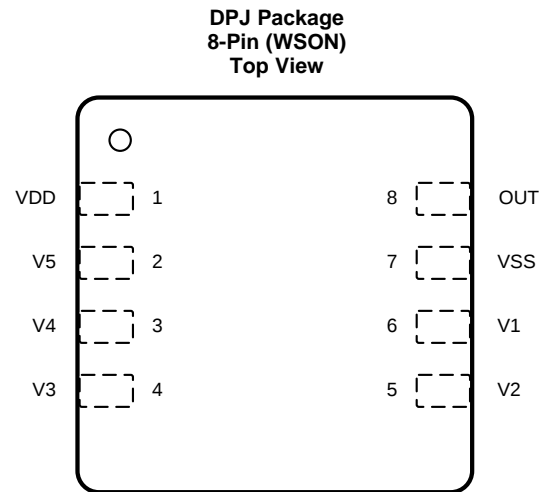 DPJ Package
8-Pin (WSON)
Top View
VDD 1 8 OUT
V5 2 7 VSS
V4 3 6 V1
V3 4 5 V2